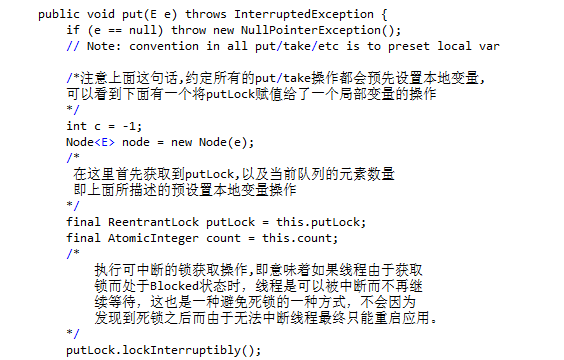 public void put(E e) throws InterruptedException {
if (e == null) throw new NullPointerException();
// Note: convention in all put/take/etc is to preset local var
/*注意上面这句话,约定所有的put/take操作都会预先设置本地变量,
可以看到下面有一个将putLock赋值给了一个局部变量的操作
*/
int c = -1;
Node<E> node = new Node(e);
/*
在这里首先获取到putLock,以及当前队列的元素数量
即上面所描述的预设置本地变量操作
*/
final ReentrantLock putLock = this.putLock;
final AtomicInteger count = this.count;
/*
执行可中断的锁获取操作,即意味着如果线程由于获取
锁而处于Blocked状态时，线程是可以被中断而不再继
续等待，这也是一种避免死锁的一种方式，不会因为
发现到死锁之后而由于无法中断线程最终只能重启应用。
*/
putLock.lockInterruptibly();